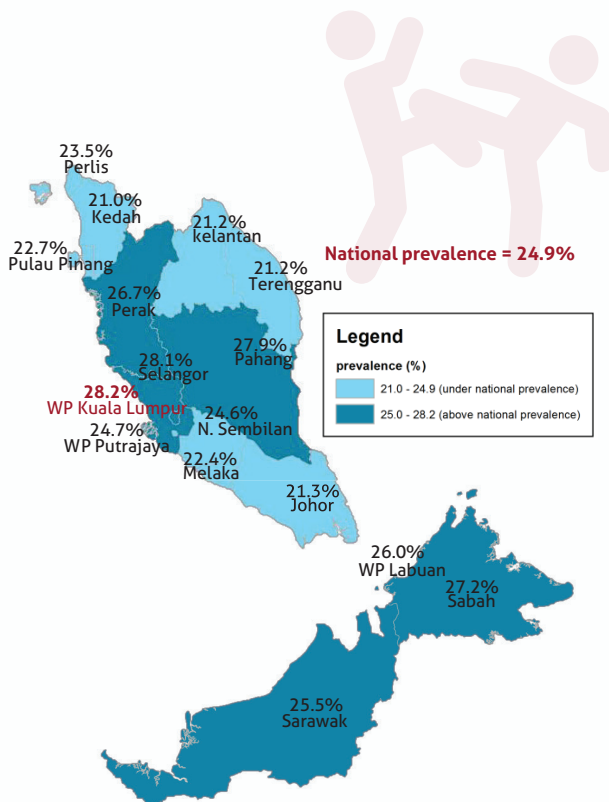 23.5%
Perlis
21.0%
Kedah
21.2%
kelantan
22.7%
Pulau Pinang
National prevalence = 24.9%
21.2%
Terengganu
26.7%
Perak
27.9%
Pahang
Legend
prevalence (%)
21.0 - 24.9 (under national prevalence)
25.0 - 28.2 (above national prevalence)
28.1%
Selangor
28.2%
WP Kuala Lumpur
24.6%
N. Sembilan
24.7%
WP Putrajaya
22.4%
Melaka
21.3%
Johor
26.0%
WP Labuan
27.2%
Sabah
25.5%
Sarawak